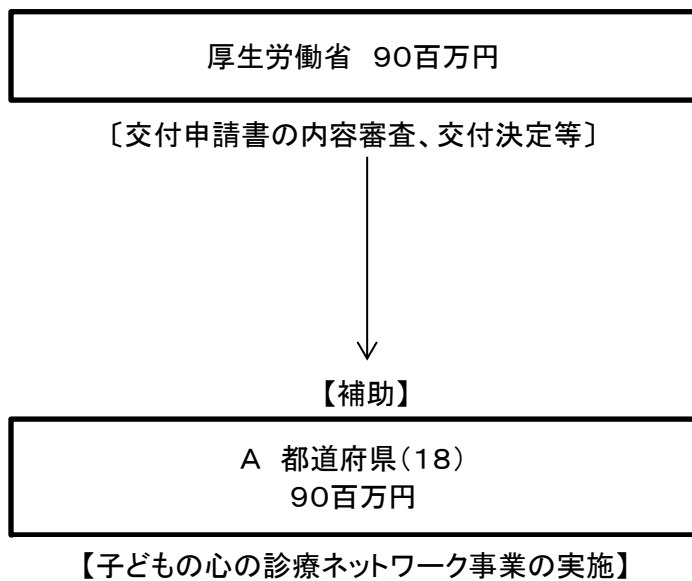 厚生労働省　90百万円
〔交付申請書の内容審査、交付決定等〕
【補助】
A　都道府県（18）
90百万円
【子どもの心の診療ネットワーク事業の実施】